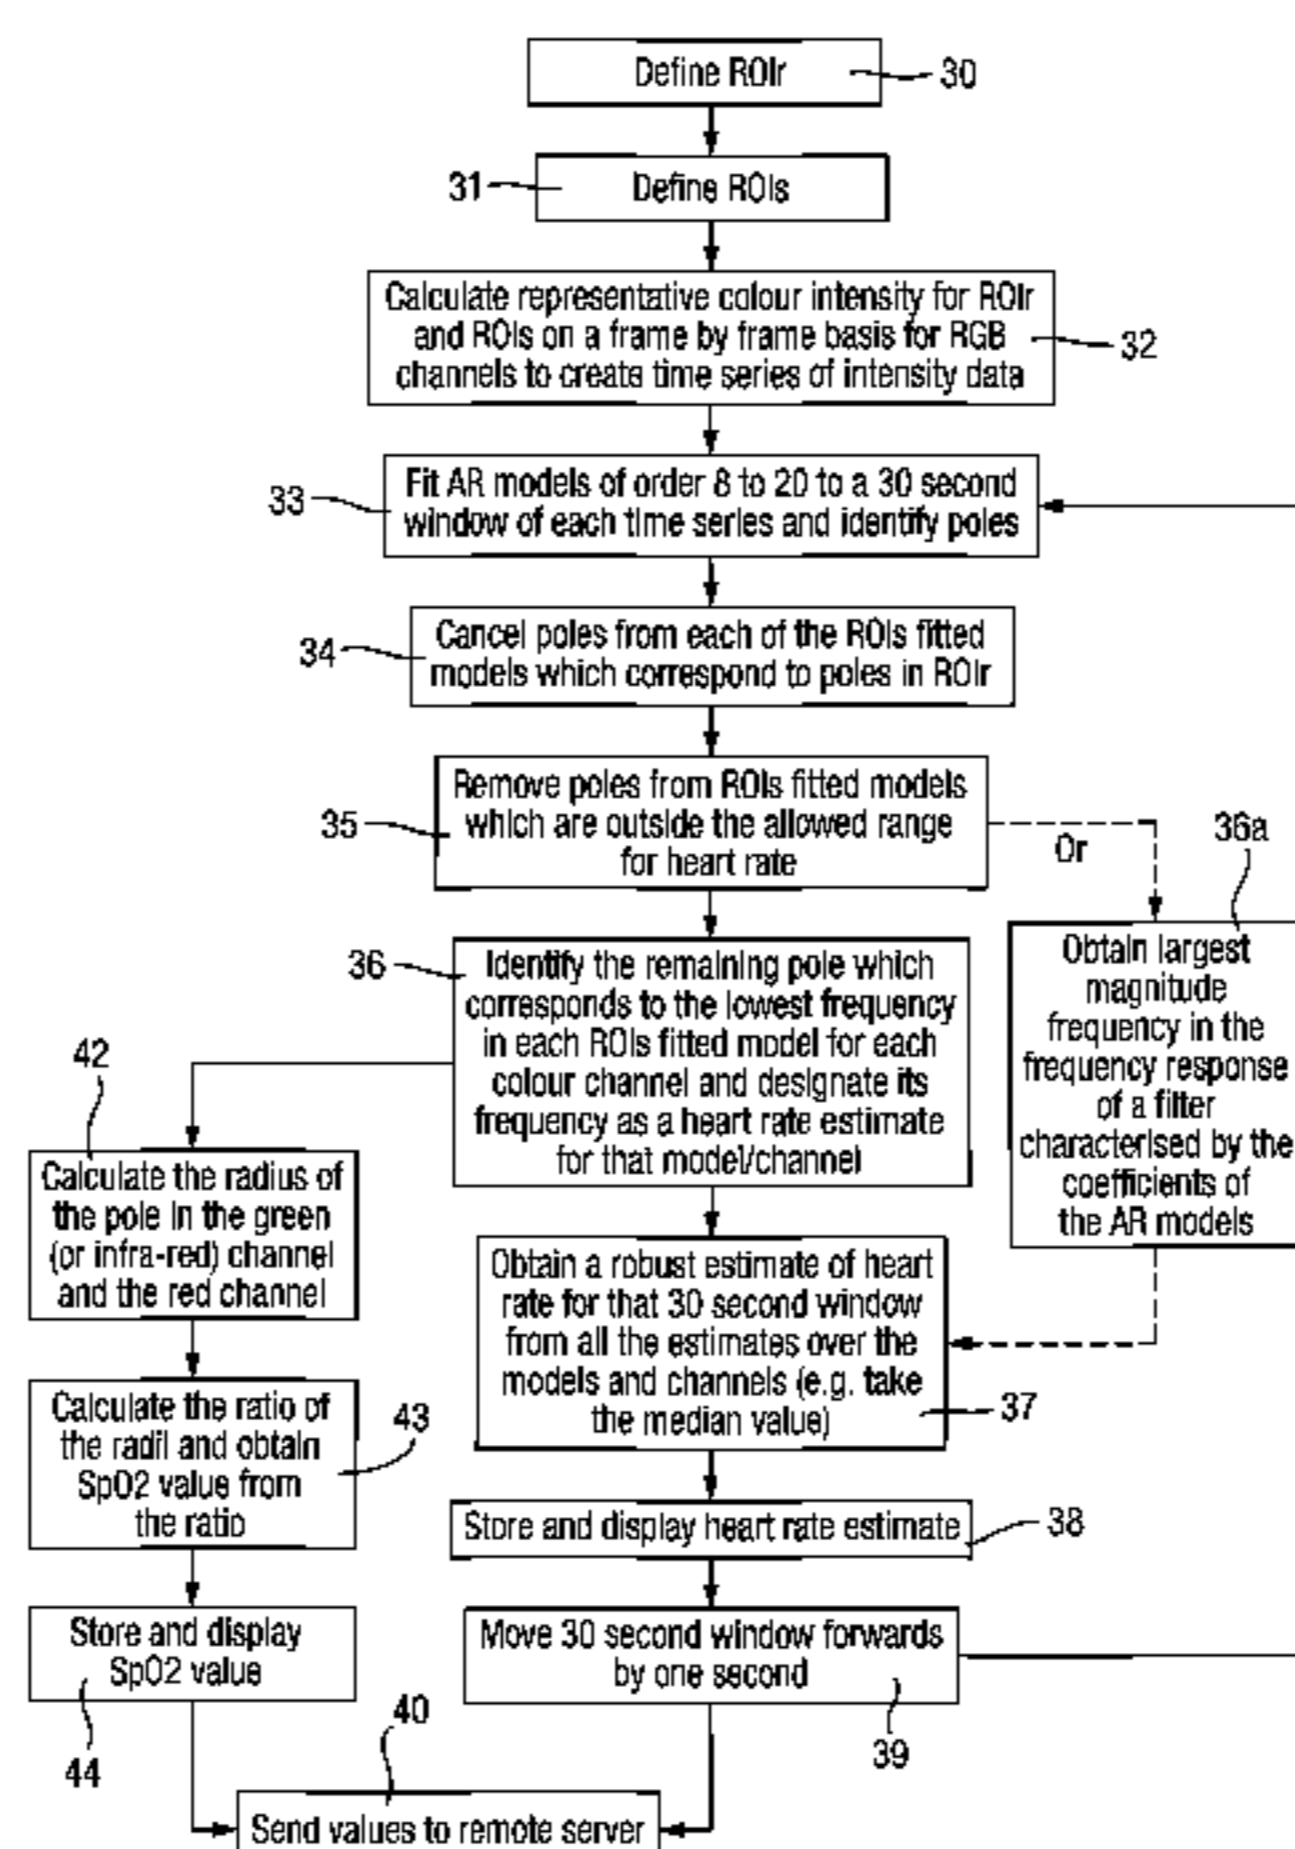 Define ROIr
30
31
Define ROIs
Calculate representative colour intensity for ROIr
and ROIs on a frame by frame basis for RGB
channels to create time series of intensity data
32
33
Fit AR models of order 8 to 20 to a 30 second
window of each time series and identify poles
34
Cancel poles from each of the ROIs fitted
models which correspond to poles in ROIr
35
Remove poles from ROIs fitted models
which are outside the allowed range
for heart rate
Or
36a
Obtain largest
magnitude
frequency in the
frequency response
of a filter
characterised by the
coefficients of
the AR models
36
Identify the remaining pole which
corresponds to the lowest frequency
in each ROIs fitted model for each
colour channel and designate its
frequency as a heart rate estimate
for that model/channel
42
Calculate the radius of
the pole in the green
(or infra-red) channel
and the red channel
Obtain a robust estimate of heart
rate for that 30 second window
from all the estimates over the
models and channels (e.g. take
the median value)
37
Calculate the ratio of
the radii and obtain
SpO2 value from
the ratio
43
Store and display heart rate estimate
38
Store and display
SpO2 value
44
Move 30 second window forwards
by one second
39
40
Send values to remote server